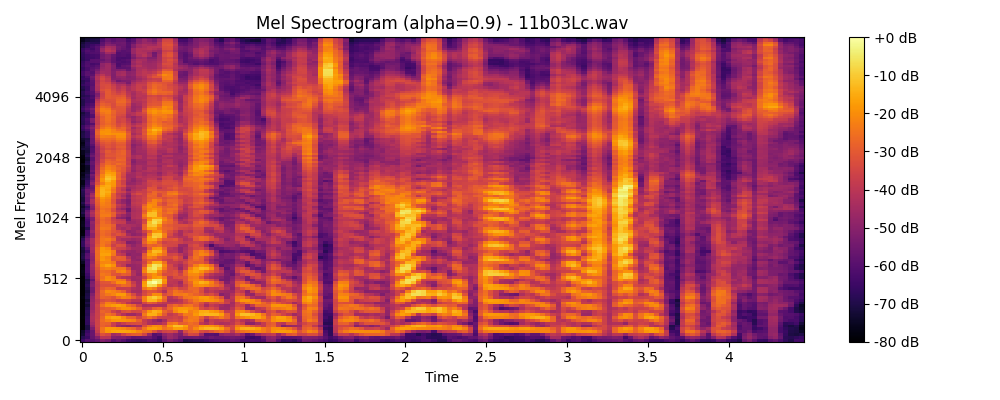 Mel Spectrogram (alpha=0.9) - 11b03Lc.wav
Mel Frequency
4096
2048
1024
512
0
0 0.5 1 1.5 2 2.5 3 3.5 4
Time
+0 dB
-10 dB
-20 dB
-30 dB
-40 dB
-50 dB
-60 dB
-70 dB
-80 dB